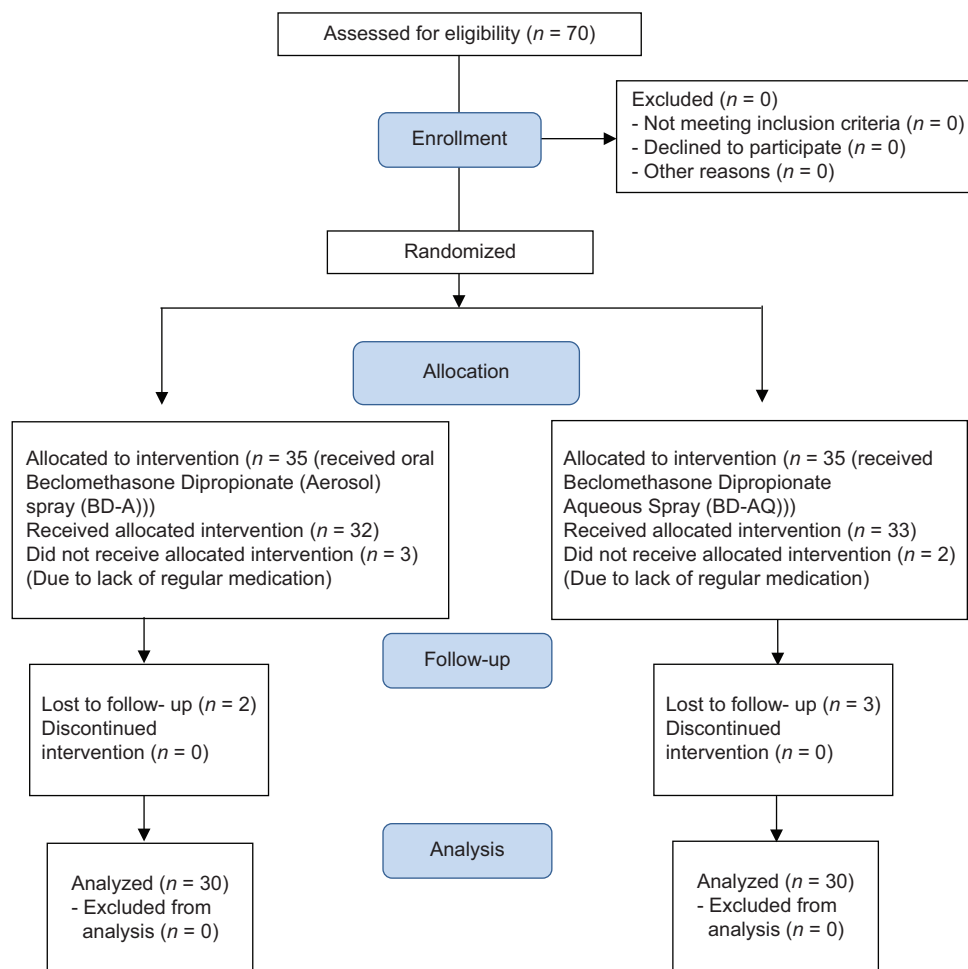 Assessed for eligibility (n = 70)
Excluded (n = 0)
- Not meeting inclusion criteria (n = 0)
- Declined to participate (n = 0)
- Other reasons (n = 0)
Enrollment
Randomized
Allocation
Allocated to intervention (n = 35 (received oral
Beclomethasone Dipropionate (Aerosol)
spray (BD-A)))
Received allocated intervention (n = 32)
Did not receive allocated intervention (n = 3)
(Due to lack of regular medication)
Allocated to intervention (n = 35 (received
Beclomethasone Dipropionate
Aqueous Spray (BD-AQ)))
Received allocated intervention (n = 33)
Did not receive allocated intervention (n = 2)
(Due to lack of regular medication)
Follow-up
Lost to follow- up (n = 2)
Discontinued
intervention (n = 0)
Lost to follow-up (n = 3)
Discontinued
intervention (n = 0)
Analysis
Analyzed (n = 30)
- Excluded from
analysis (n = 0)
Analyzed (n = 30)
- Excluded from
analysis (n = 0)